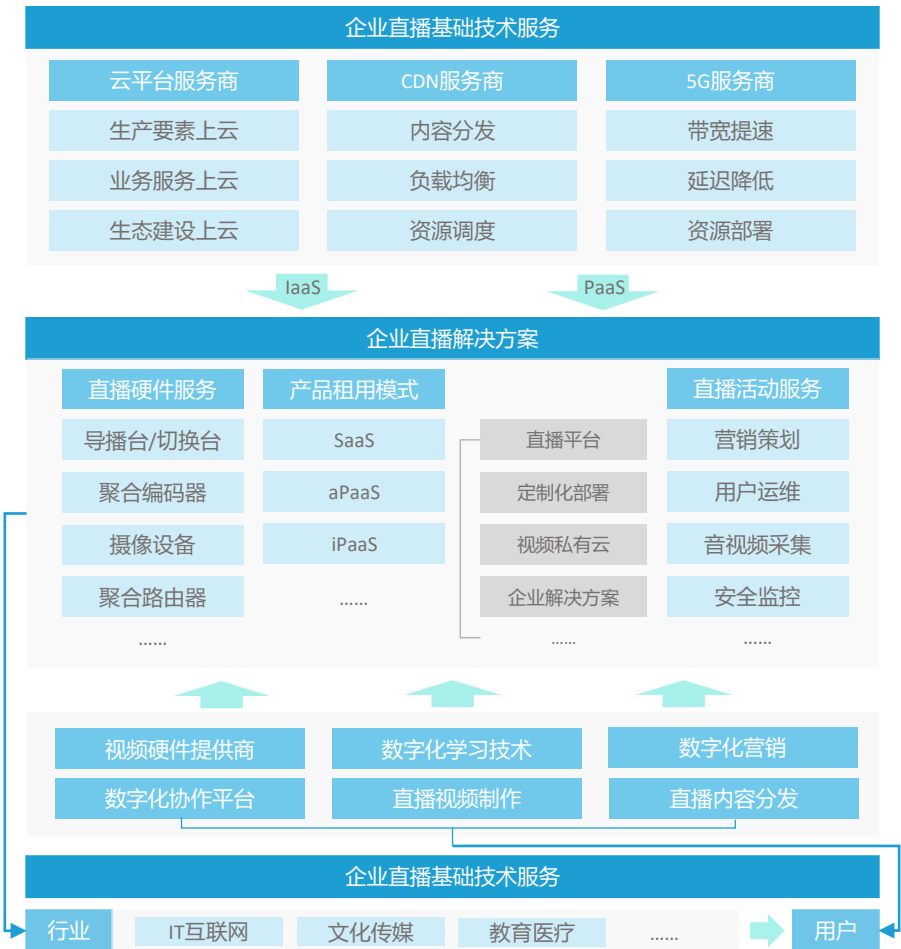 企业直播基础技术服务
云平台服务商 CDN服务商 5G服务商
生产要素上云 内容分发 带宽提速
业务服务上云 负载均衡 延迟降低
生态建设上云 资源调度 资源部署
IaaS PaaS
企业直播解决方案
直播硬件服务 产品租用模式 直播活动服务
导播台/切换台 SaaS 直播平台 营销策划
聚合编码器 aPaaS 定制化部署 用户运维
摄像设备 iPaaS 视频私有云 音视频采集
聚合路由器 …… 企业解决方案 安全监控
…… …… ……
视频硬件提供商 数字化学习技术 数字化营销
数字化协作平台 直播视频制作 直播内容分发
企业直播基础技术服务
行业 IT互联网 文化传媒 教育医疗 …… 用户